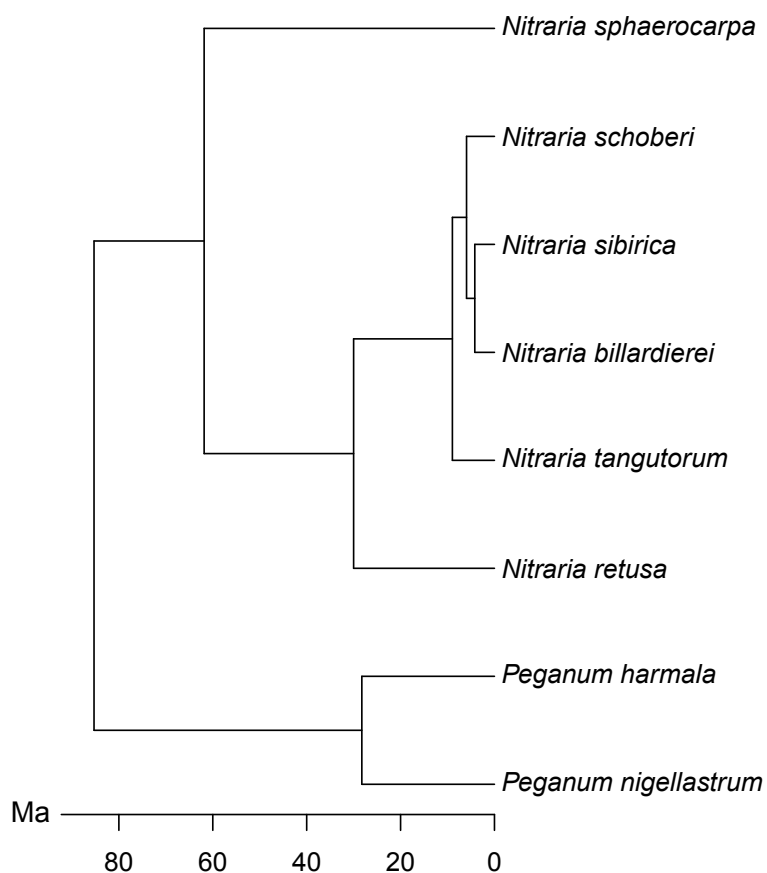 Nitraria sphaerocarpa
Nitraria schoberi
Nitraria sibirica
Nitraria billardierei
Nitraria tangutorum
Nitraria retusa
Peganum harmala
Peganum nigellastrum
Ma
80 60 40 20 0